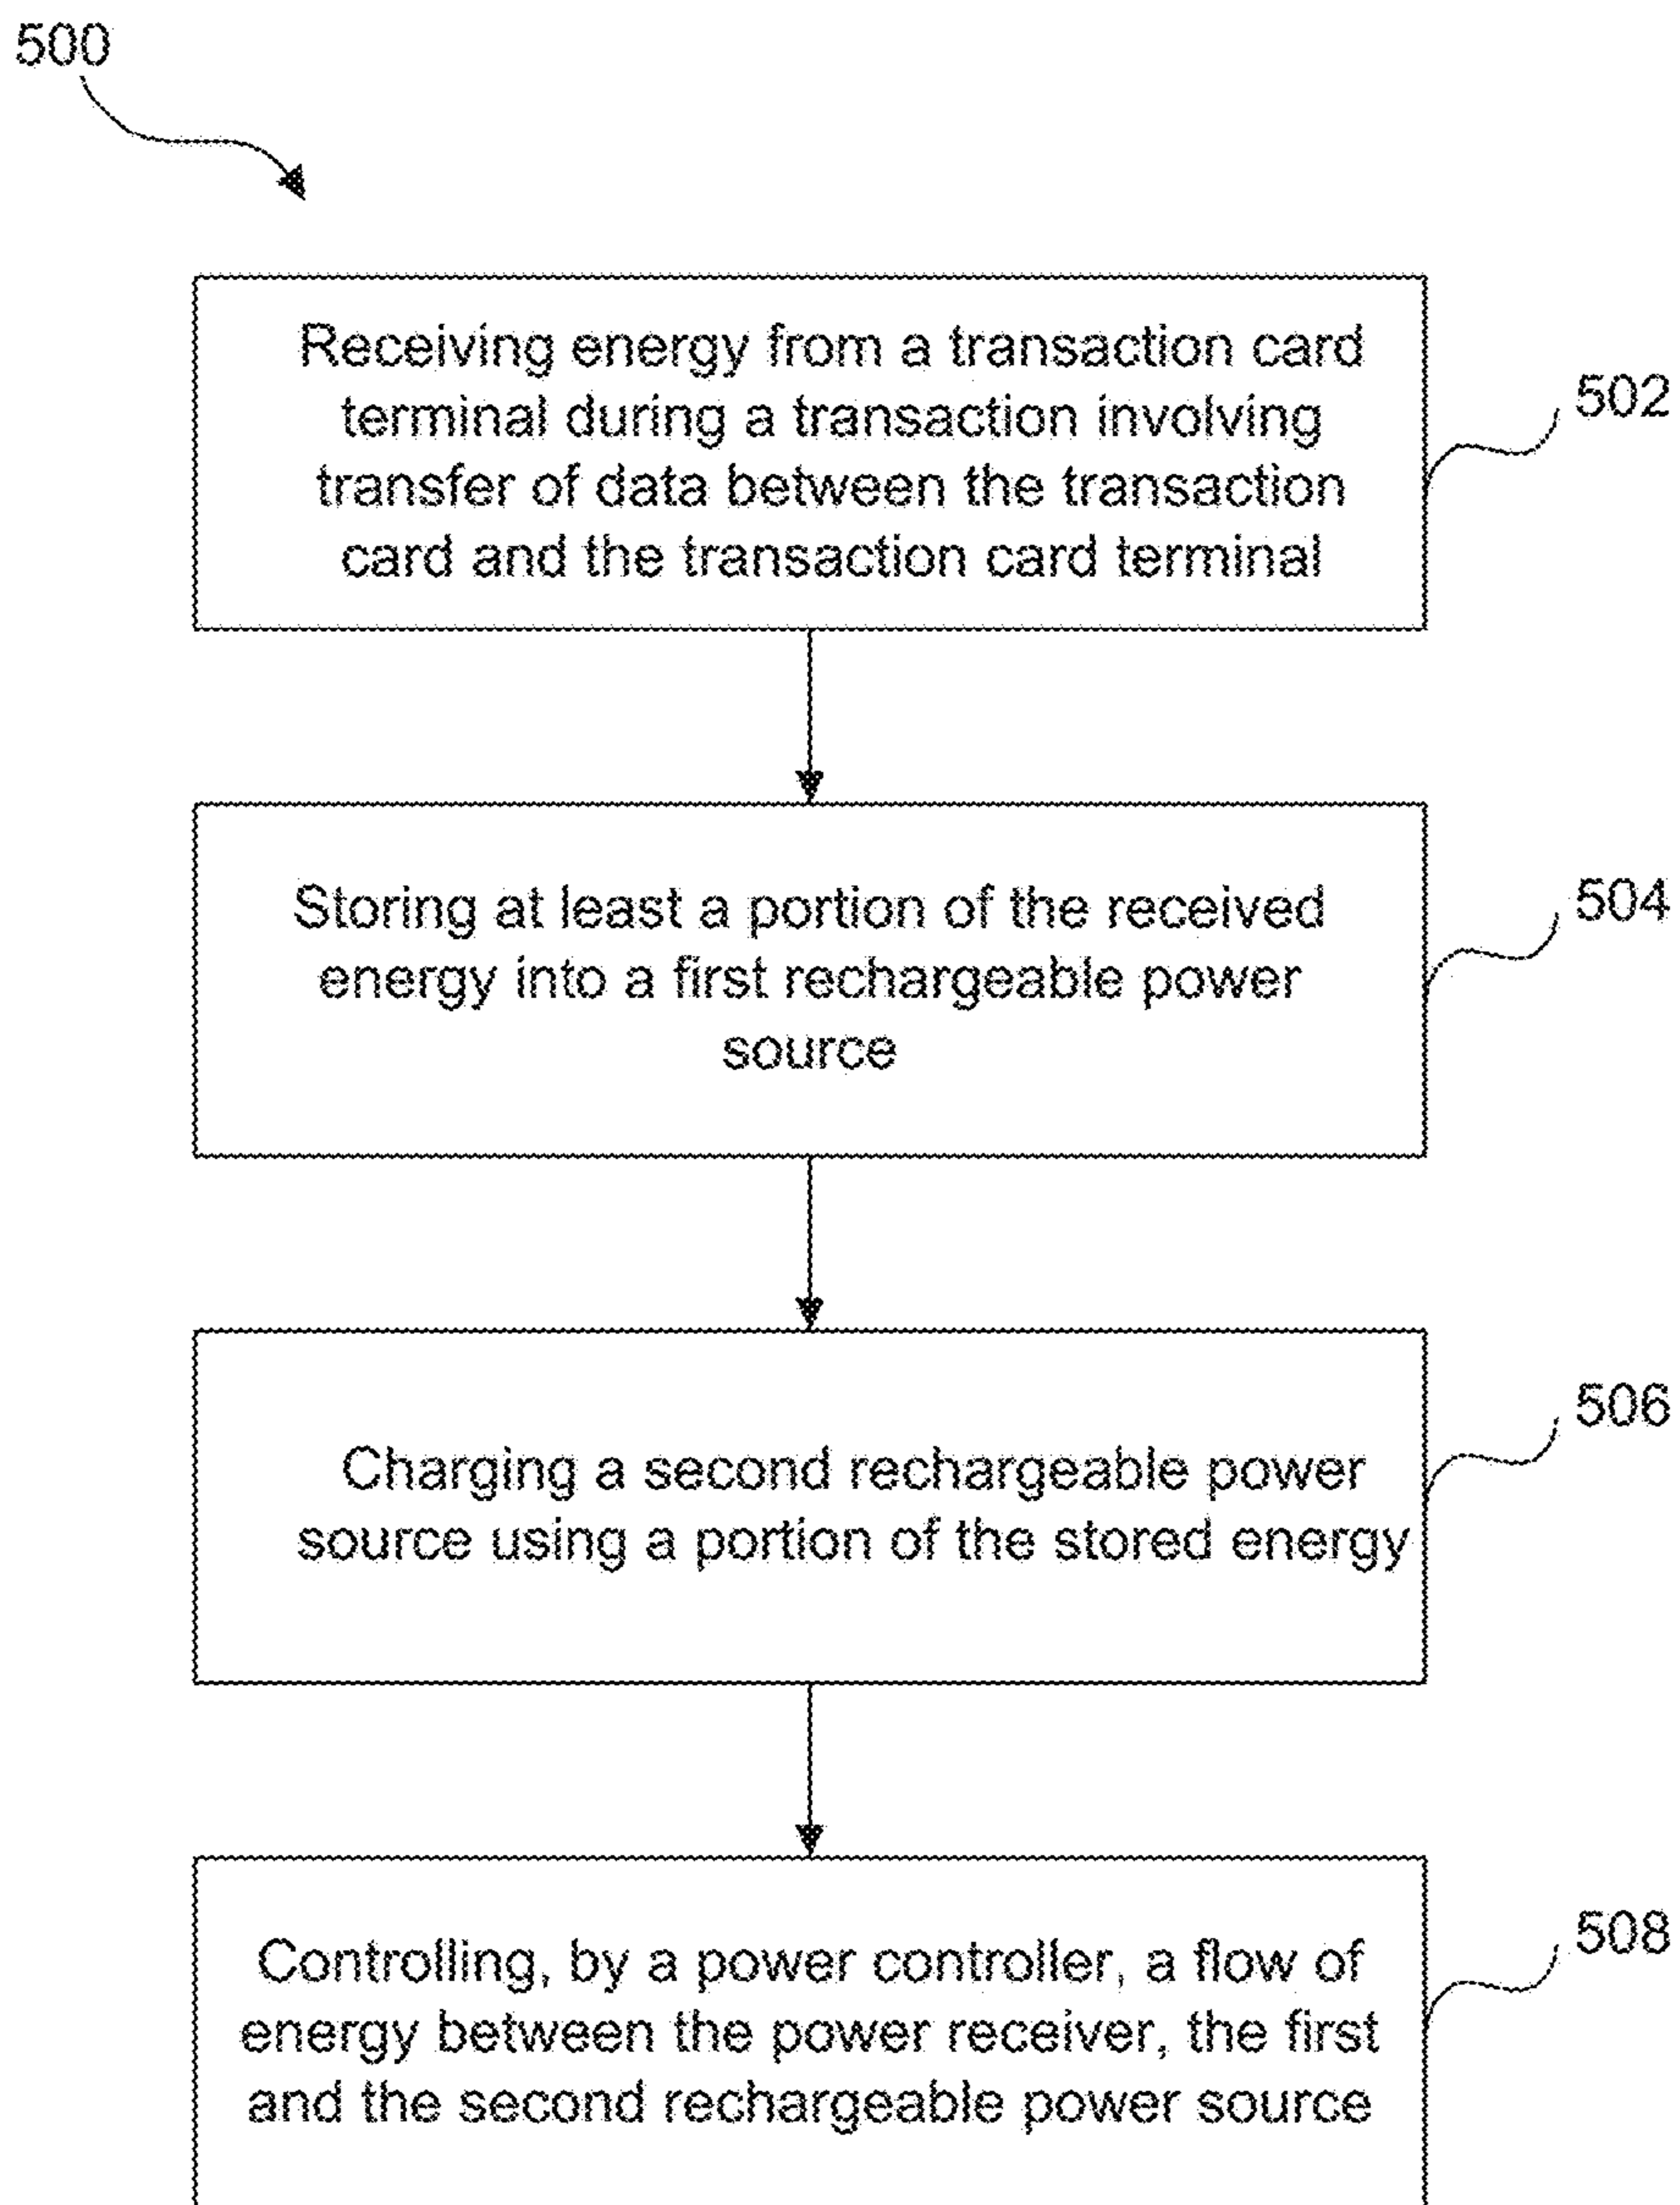 500
Receiving energy from a transaction card
terminal during a transaction involving
transfer of data between the transaction
card and the transaction card terminal
502
Storing at least a portion of the received
energy into a first rechargeable power
source
504
Charging a second rechargeable power
source using a portion of the stored energy
506
Controlling, by a power controller, a flow of
energy between the power receiver, the first
and the second rechargeable power source
508